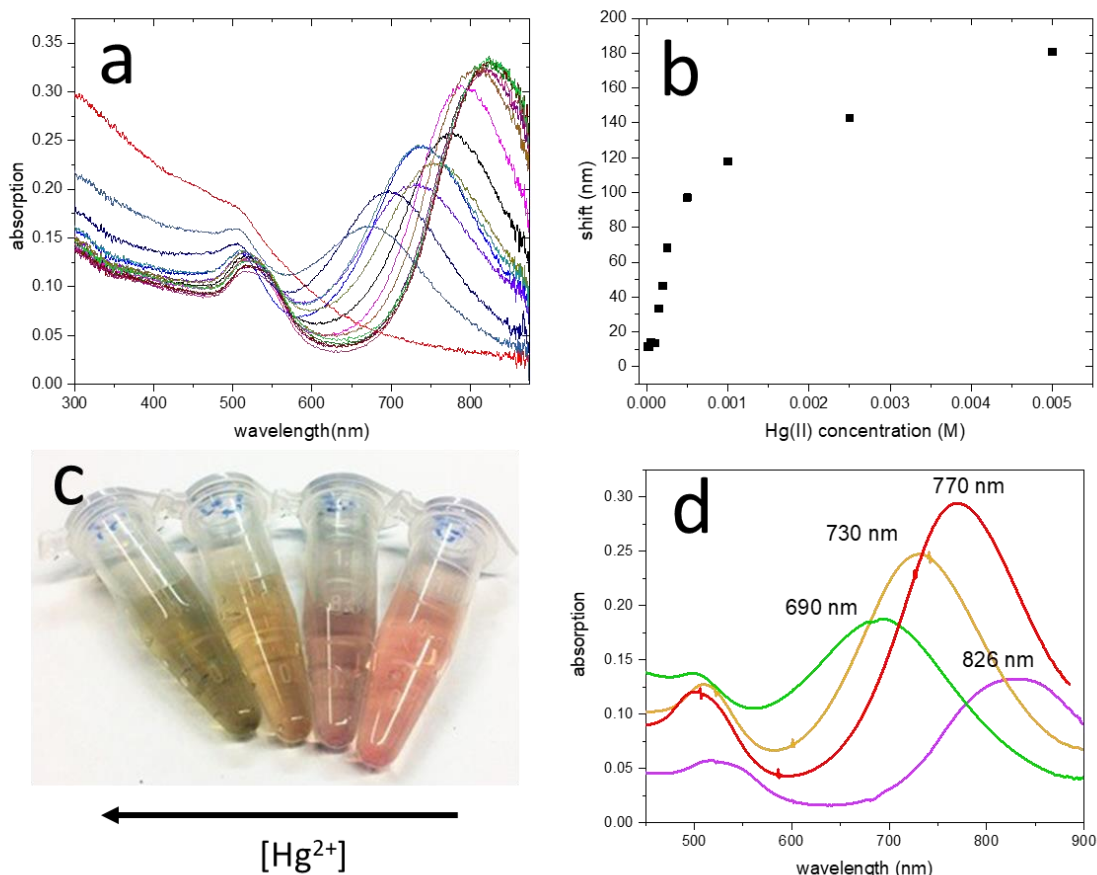 a
0.35
0.30
0.25
0.20
0.15
0.10
0.05
0.00
absorption
300 400 500 600 700 800
wavelength(nm)
b
200
180
160
140
120
100
80
60
40
20
0
shift (nm)
0.000 0.001 0.002 0.003 0.004 0.005
Hg(II) concentration (M)
c
[Hg²⁺]
d
0.30
0.25
0.20
0.15
0.10
0.05
0.00
absorption
770 nm
730 nm
690 nm
826 nm
500 600 700 800 900
wavelength (nm)